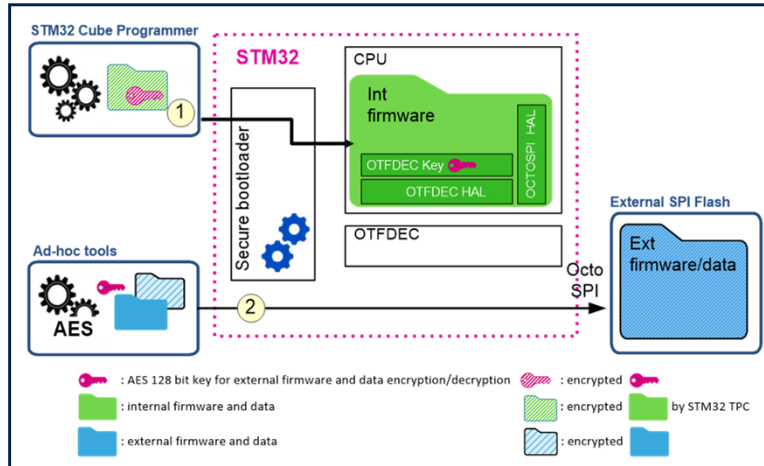 STM32 Cube Programmer
1
STM32
Secure bootloader
CPU
Int
firmware
OTFDEC Key
OTFDEC HAL
OCTOSPI HAL
OTFDEC
External SPI Flash
Ext
firmware/data
Octo
SPI
Ad-hoc tools
AES
2
: AES 128 bit key for external firmware and data encryption/decryption
: encrypted
: internal firmware and data
: encrypted
by STM32 TPC
: external firmware and data
: encrypted